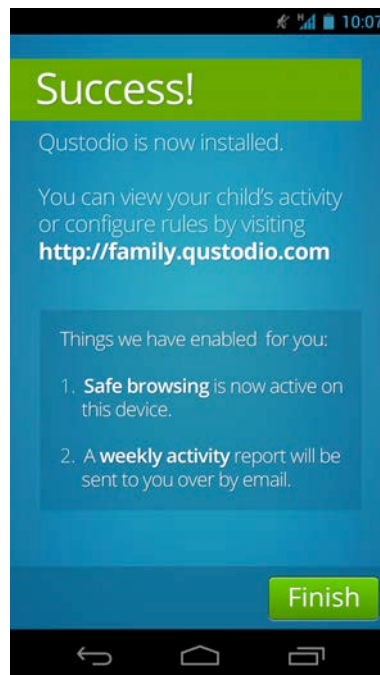 H 10:07
Success!
Qustodio is now installed.
You can view your child's activity
or configure rules by visiting
http://family.qustodio.com
Things we have enabled for you:
1. Safe browsing is now active on
this device.
2. A weekly activity report will be
sent to you over by email.
Finish